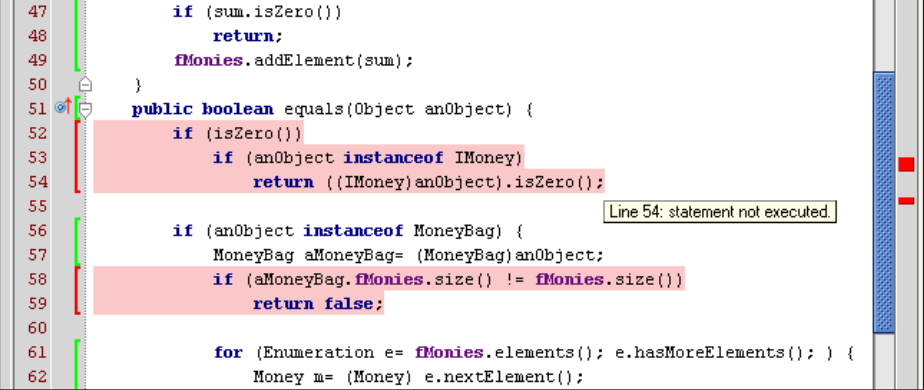 47 if (sum.isZero())
48 return;
49 fMonies.addElement(sum);
50 }
51 public boolean equals(Object anObject) {
52 if (isZero())
53 if (anObject instanceof IMoney)
54 return ((IMoney)anObject).isZero();
55
Line 54: statement not executed.
56 if (anObject instanceof MoneyBag) {
57 MoneyBag aMoneyBag= (MoneyBag)anObject;
58 if (aMoneyBag.fMonies.size() != fMonies.size())
59 return false;
60
61 for (Enumeration e= fMonies.elements(); e.hasMoreElements(); ) {
62 Money m= (Money) e.nextElement();